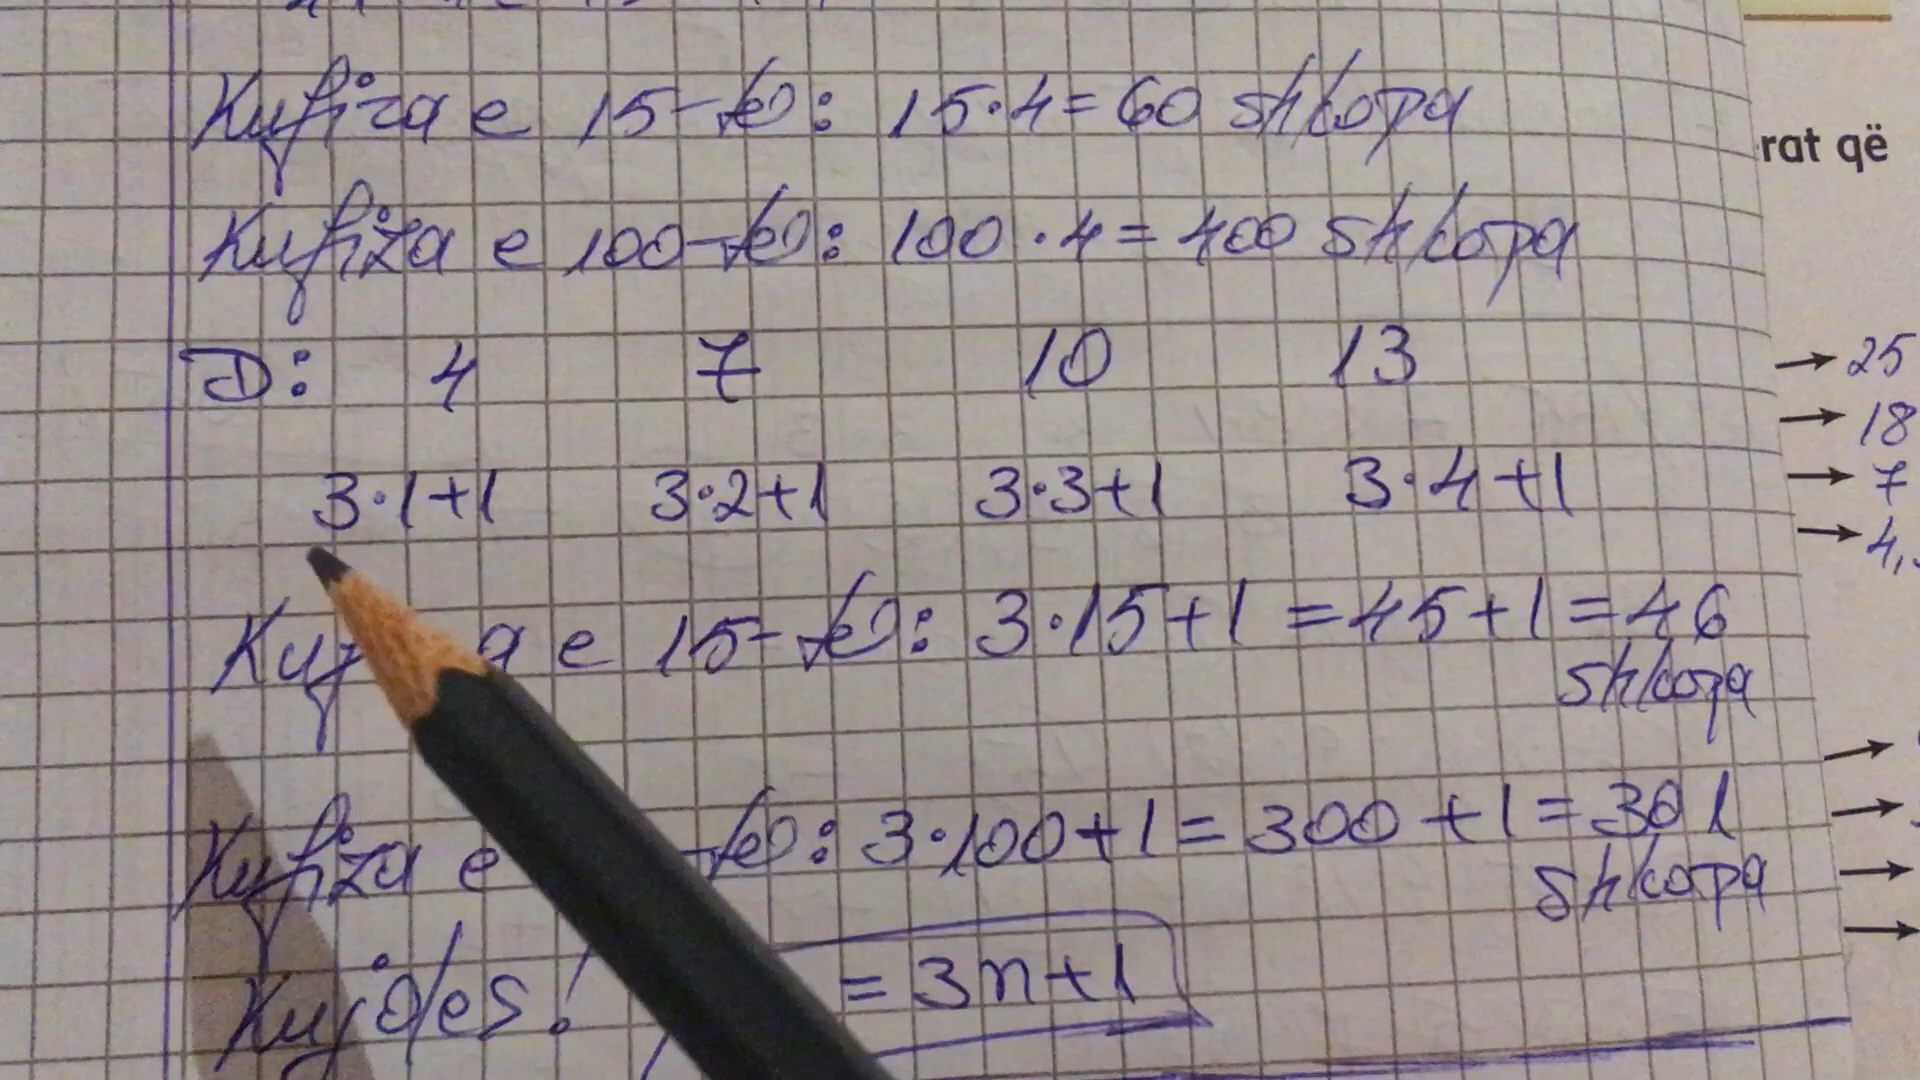 Kufiza e 15-të: 15·4=60 shkopa
Kufiza e 100-të: 100·4=400 shkopa
D: 4 7 10 13
3·1+1 3·2+1 3·3+1 3·4+1
a e 15-të: 3·15+1=45+1=46
shkopa
Kufiza e -të: 3·100+1=300+1=301
shkopa
Kujdes! =3n+1
rat që
→ 25
→ 18
→ 7
→ 4,